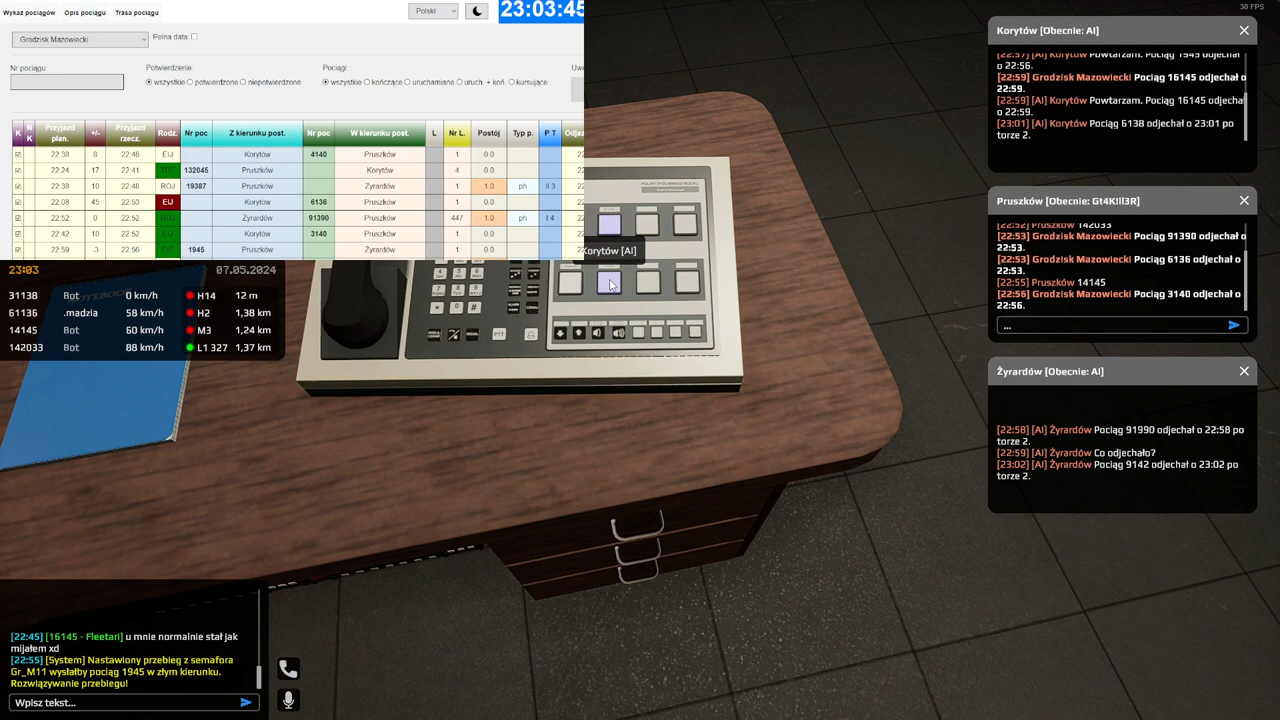 Wykaz pociągów Opis pociągu Trasa pociągu
Polski
23:03:45
30 FPS
Grodzisk Mazowiecki
Pełna data:
Nr pociągu:
Potwierdzenie:
Pociągi:
wszystkie potwierdzone niepotwierdzone
wszystkie kończące uruchamiane uruch. + koń. kursujące
K N K Przyjazd plan. +/- Przyjazd rzecz. Rodz. Nr poc Z kierunku post. Nr poc W kierunku post. L Nr L. Postój Typ p. P T
22:38 8 22:46 EIJ Korytów 4140 Pruszków 1 0.0
22:24 17 22:41 132045 Pruszków Korytów 4 0.0
22:38 10 22:48 ROJ 19387 Pruszków Żyrardów 1 1.0 ph II 3
22:08 45 22:53 EIJ Korytów 6136 Pruszków 1 0.0
22:52 0 22:52 Żyrardów 91390 Pruszków 447 1.0 ph I 4
22:42 10 22:52 EIJ Korytów 3140 Pruszków 1 0.0
22:59 -3 22:56 1945 Pruszków Żyrardów 1 0.0
23:03 07.05.2024
31138 Bot 0 km/h H14 12 m
61136 .madzia 58 km/h H2 1,38 km
14145 Bot 60 km/h M3 1,24 km
142033 Bot 88 km/h L1 327 1,37 km
NOTEBOOK
Korytów [AI]
PTT
Korytów [Obecnie: AI]
[22:57] [AI] Korytów Powtarzam. Pociąg 1945 odjechał
o 22:56.
[22:59] Grodzisk Mazowiecki Pociąg 16145 odjechał o
22:59.
[22:59] [AI] Korytów Powtarzam. Pociąg 16145 odjechał
o 22:59.
[23:01] [AI] Korytów Pociąg 6138 odjechał o 23:01 po
torze 2.
Pruszków [Obecnie: Gt4K!l!3R]
[22:52] Pruszków 142033
[22:53] Grodzisk Mazowiecki Pociąg 91390 odjechał o
22:53.
[22:53] Grodzisk Mazowiecki Pociąg 6136 odjechał o
22:53.
[22:55] Pruszków 14145
[22:56] Grodzisk Mazowiecki Pociąg 3140 odjechał o
22:56.
...
Żyrardów [Obecnie: AI]
[22:58] [AI] Żyrardów Pociąg 91990 odjechał o 22:58 po
torze 2.
[22:59] [AI] Żyrardów Co odjechało?
[23:02] [AI] Żyrardów Pociąg 9142 odjechał o 23:02 po
torze 2.
[22:45] [16145 - Fleetari] u mnie normalnie stał jak
mijałem xd
[22:55] [System] Nastawiony przebieg z semafora
Gr_M11 wysłałby pociąg 1945 w złym kierunku.
Rozwiązywanie przebiegu!
Wpisz tekst...